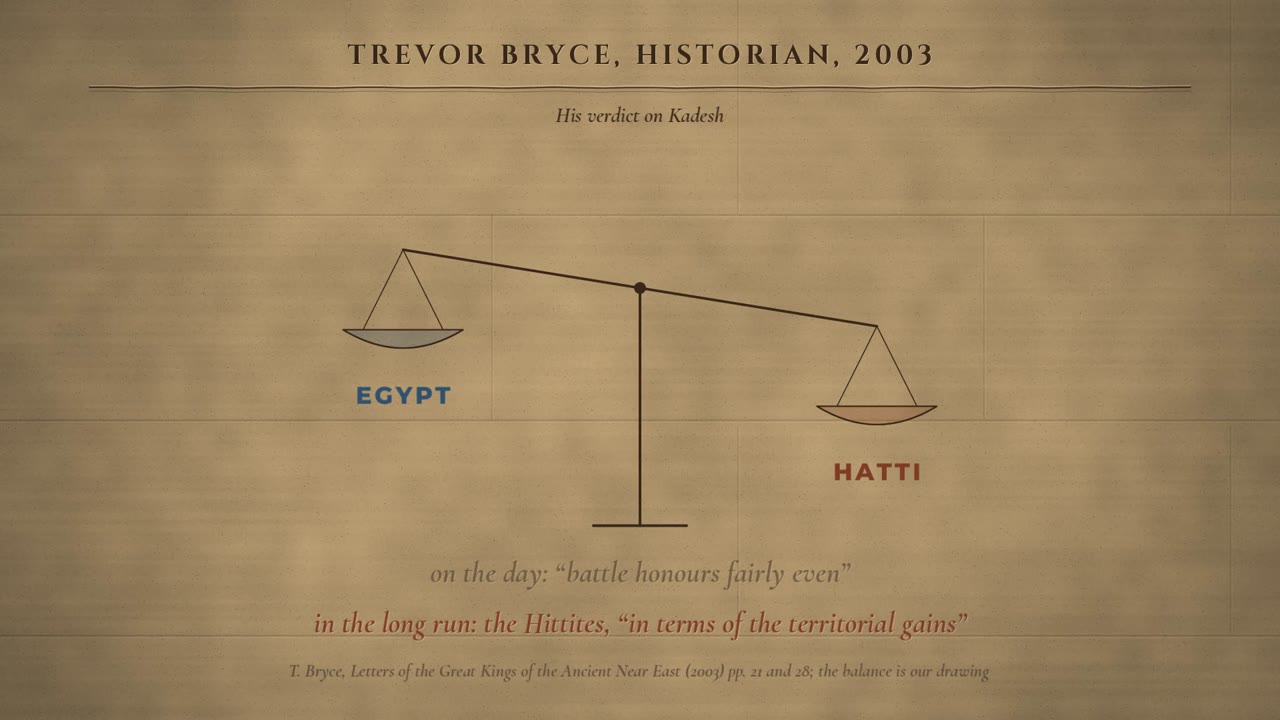 TREVOR BRYCE, HISTORIAN, 2003
His verdict on Kadesh
EGYPT
HATTI
on the day: “battle honours fairly even”
in the long run: the Hittites, “in terms of the territorial gains”
T. Bryce, Letters of the Great Kings of the Ancient Near East (2003) pp. 21 and 28; the balance is our drawing